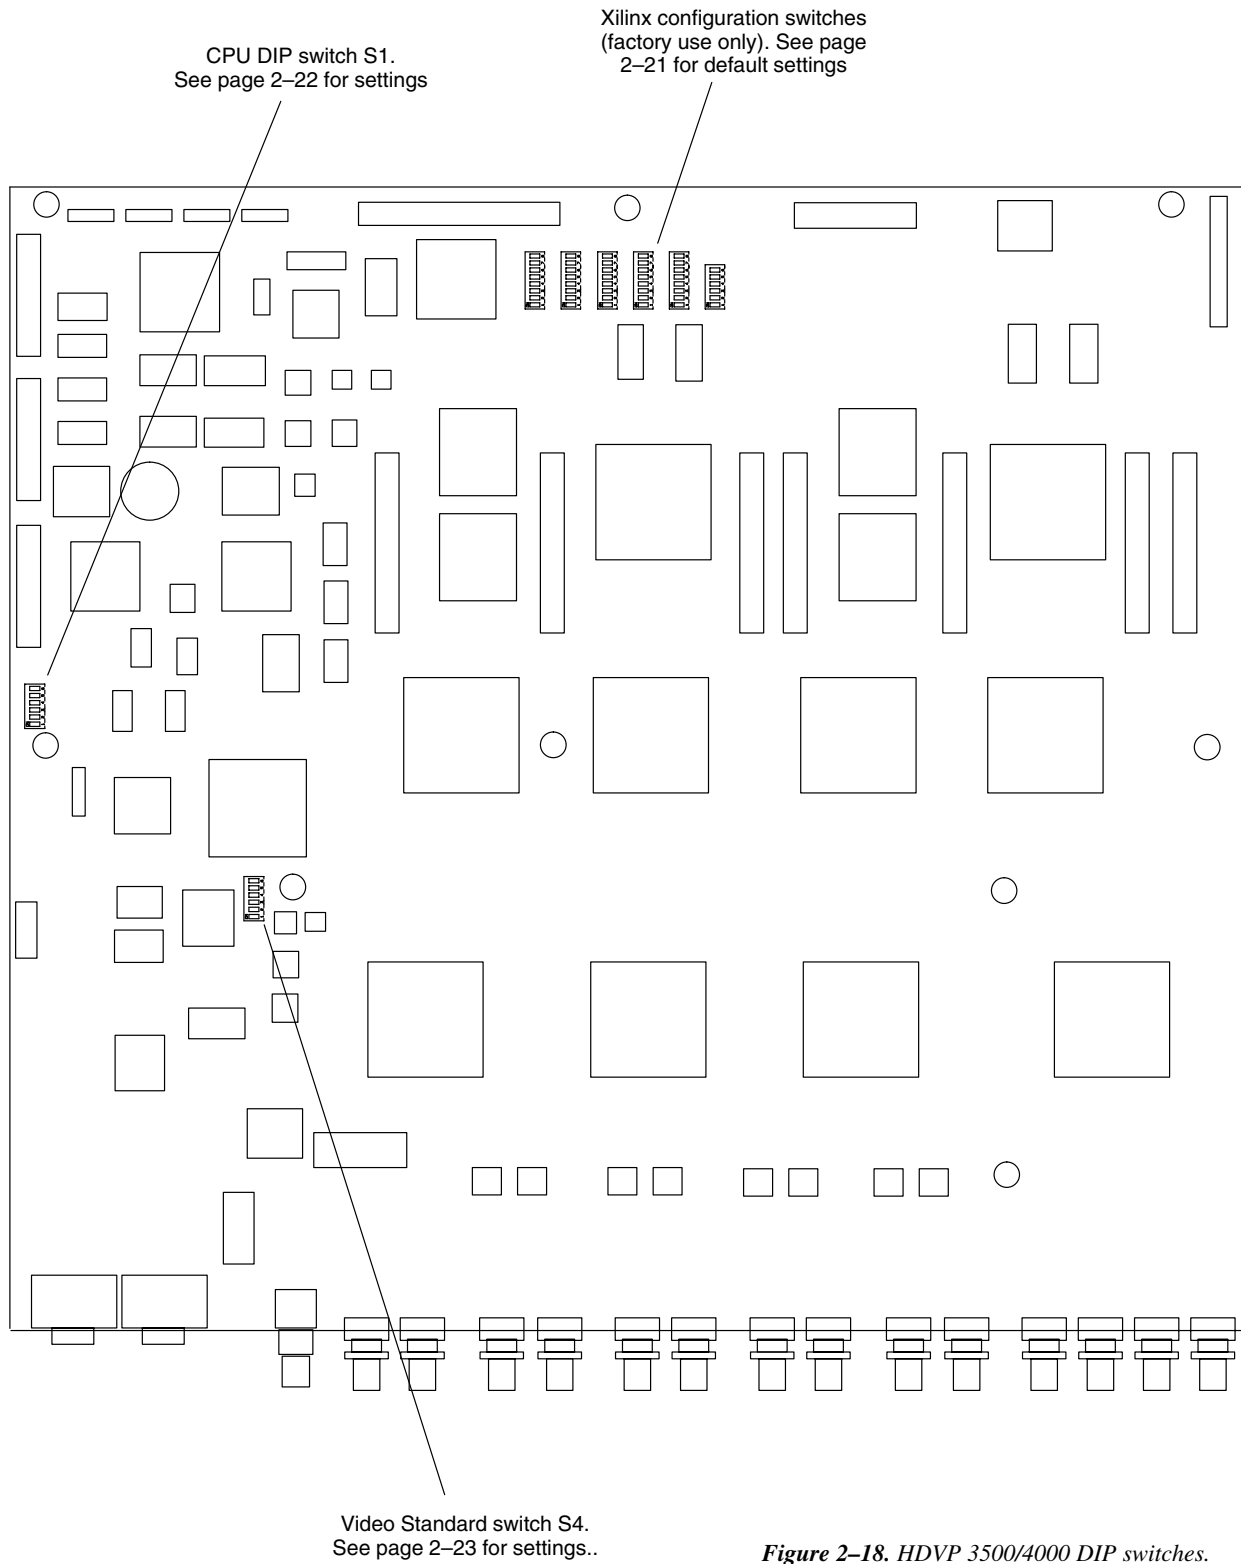 Xilinx configuration switches
(factory use only). See page
2–21 for default settings
CPU DIP switch S1.
See page 2–22 for settings
Video Standard switch S4.
See page 2–23 for settings..
Figure 2–18. HDVP 3500/4000 DIP switches.